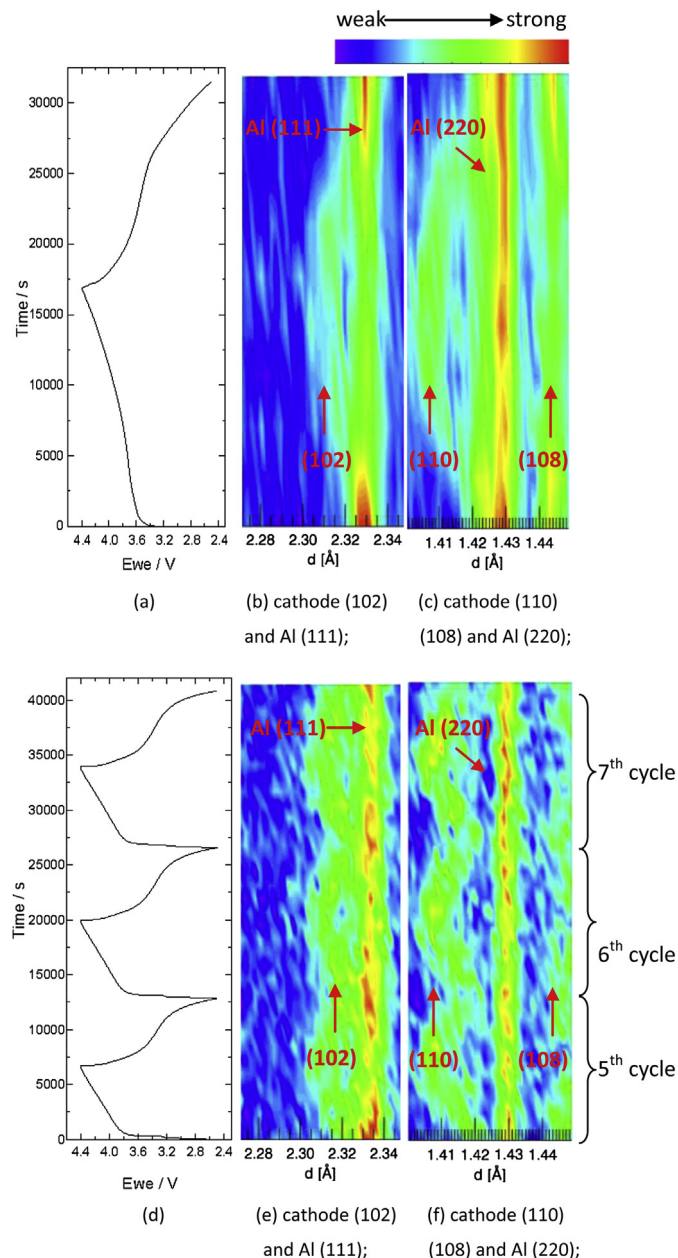 weak strong
30000
25000
20000
15000
10000
5000
0
Time / s
4.4 4.0 3.6 3.2 2.8 2.4
Ewe / V
(a)
Al (111)
(102)
2.28 2.30 2.32 2.34
d [Å]
(b) cathode (102)
and Al (111);
Al (220)
(110) (108)
1.41 1.42 1.43 1.44
d [Å]
(c) cathode (110)
(108) and Al (220);
40000
35000
30000
25000
20000
15000
10000
5000
0
Time / s
4.4 4.0 3.6 3.2 2.8 2.4
Ewe / V
(d)
Al (111)
(102)
2.28 2.30 2.32 2.34
d [Å]
(e) cathode (102)
and Al (111);
Al (220)
(110) (108)
1.41 1.42 1.43 1.44
d [Å]
(f) cathode (110)
(108) and Al (220);
7th cycle
6th cycle
5th cycle